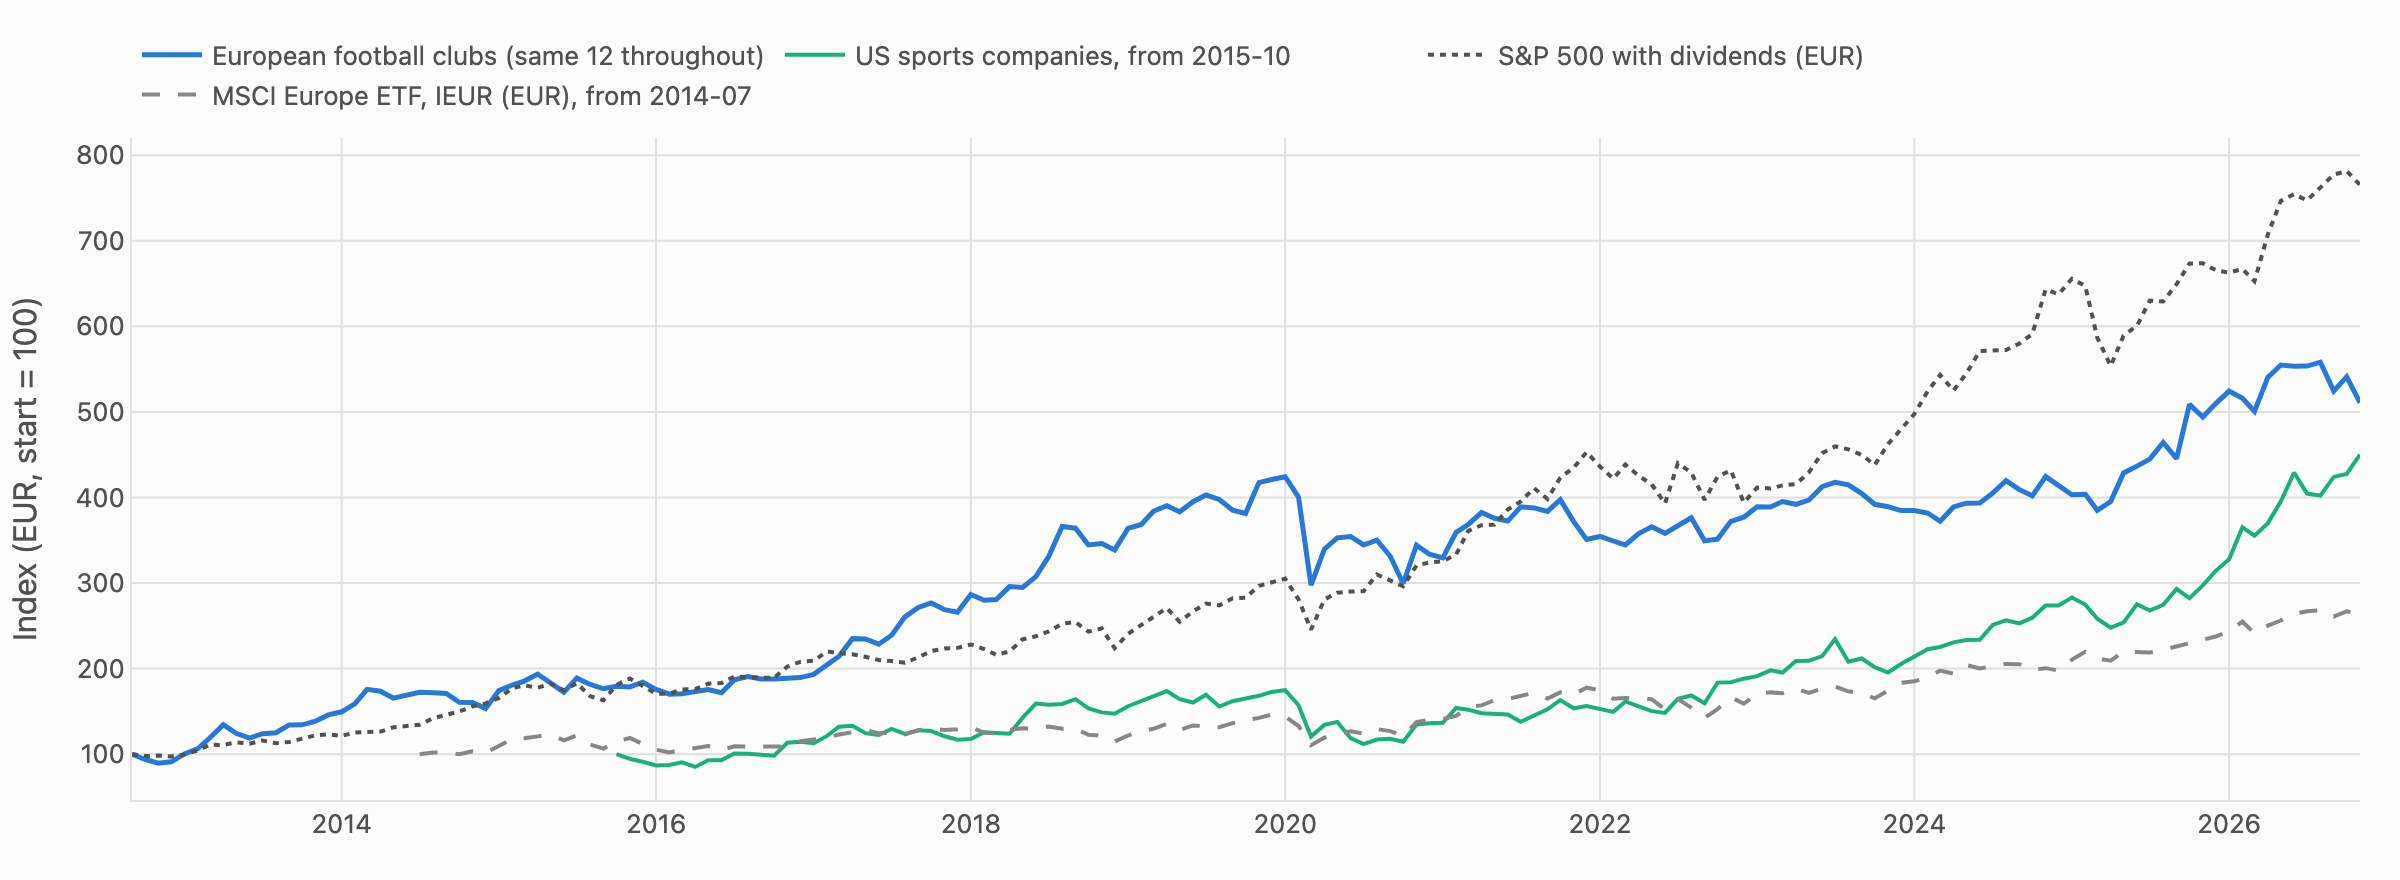 European football clubs (same 12 throughout) US sports companies, from 2015-10 S&P 500 with dividends (EUR)
MSCI Europe ETF, IEUR (EUR), from 2014-07
Index (EUR, start = 100)
800
700
600
500
400
300
200
100
2014 2016 2018 2020 2022 2024 2026